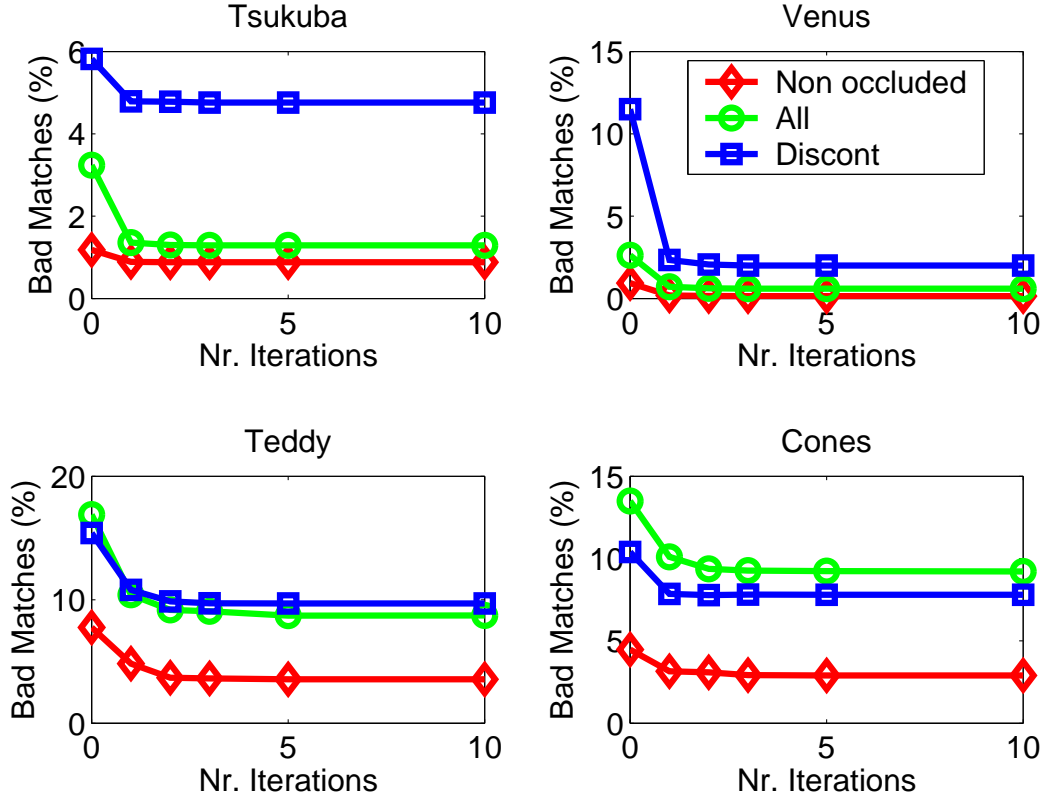 Tsukuba
Bad Matches (%)
6
4
2
0
0 5 10
Nr. Iterations
Venus
Bad Matches (%)
15
10
5
0
0 5 10
Nr. Iterations
Non occluded
All
Discont
Teddy
Bad Matches (%)
20
10
0
0 5 10
Nr. Iterations
Cones
Bad Matches (%)
15
10
5
0
0 5 10
Nr. Iterations